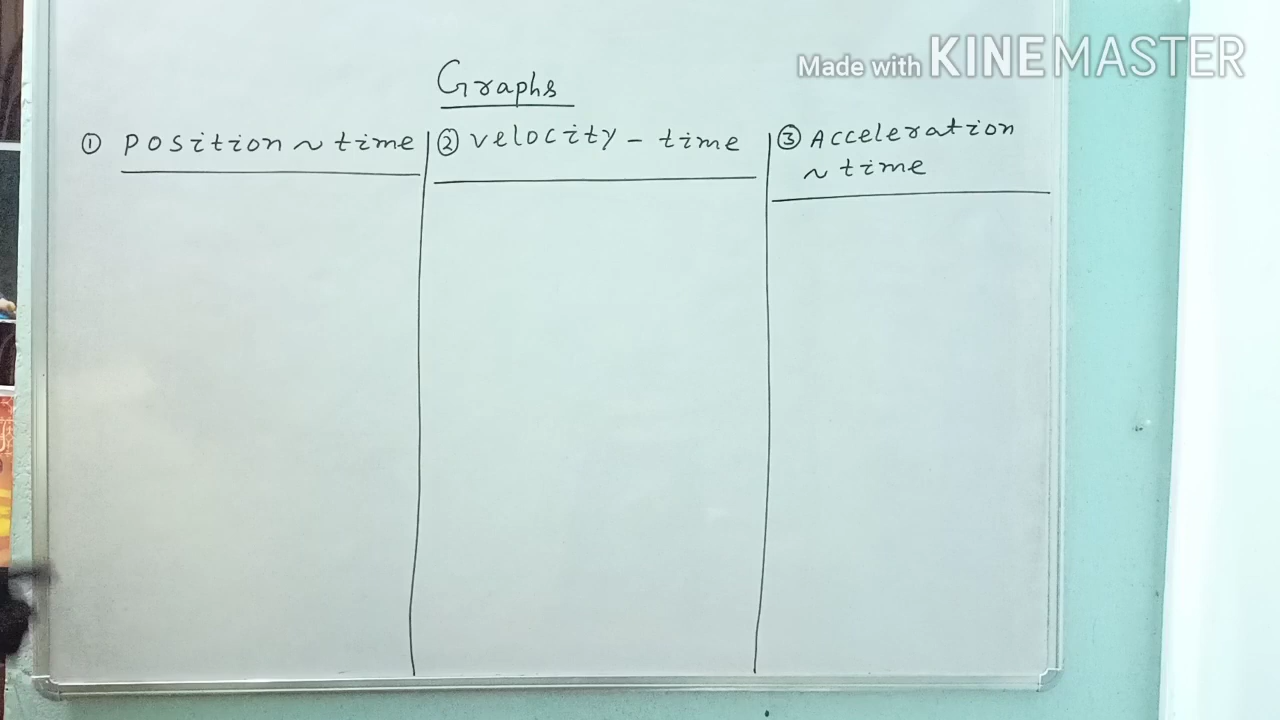 Made with KINEMASTER
Graphs
① Position ~ time
② Velocity - time
③ Acceleration
~ time